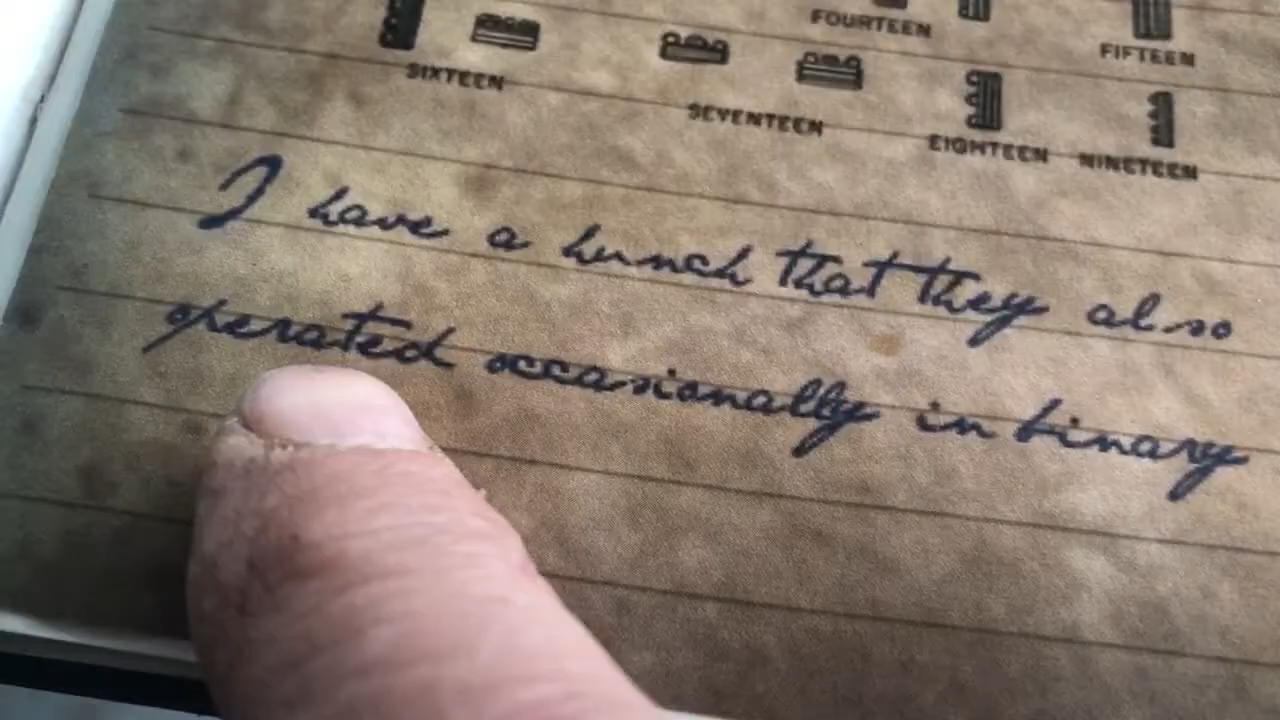 FOURTEEN
FIFTEEN
SIXTEEN
SEVENTEEN
EIGHTEEN
NINETEEN
I have a hunch that they also
operated occasionally in binary